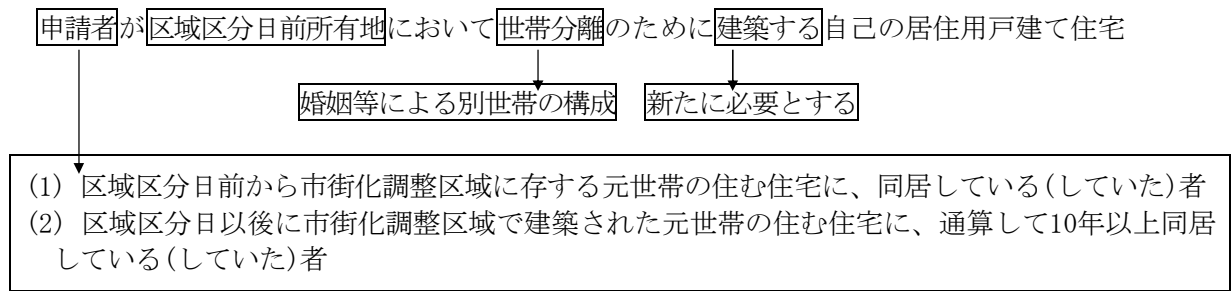 申請者が区域区分日前所有地において世帯分離のために建築する自己の居住用戸建て住宅
婚姻等による別世帯の構成 新たに必要とする
(1) 区域区分日前から市街化調整区域に存する元世帯の住む住宅に、同居している(していた)者
(2) 区域区分日以後に市街化調整区域で建築された元世帯の住む住宅に、通算して10年以上同居
している(していた)者